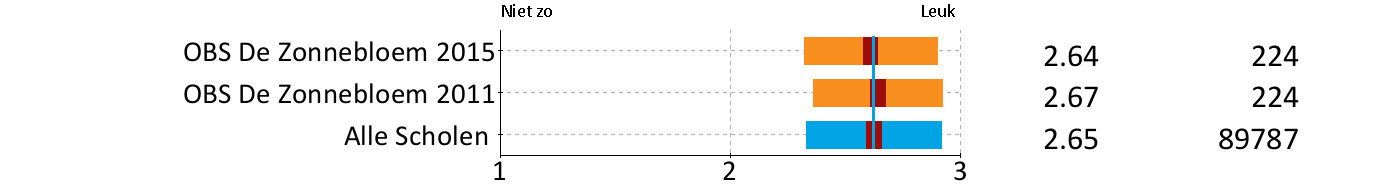 Niet zo Leuk
OBS De Zonnebloem 2015 2.64 224
OBS De Zonnebloem 2011 2.67 224
Alle Scholen 2.65 89787
1 2 3